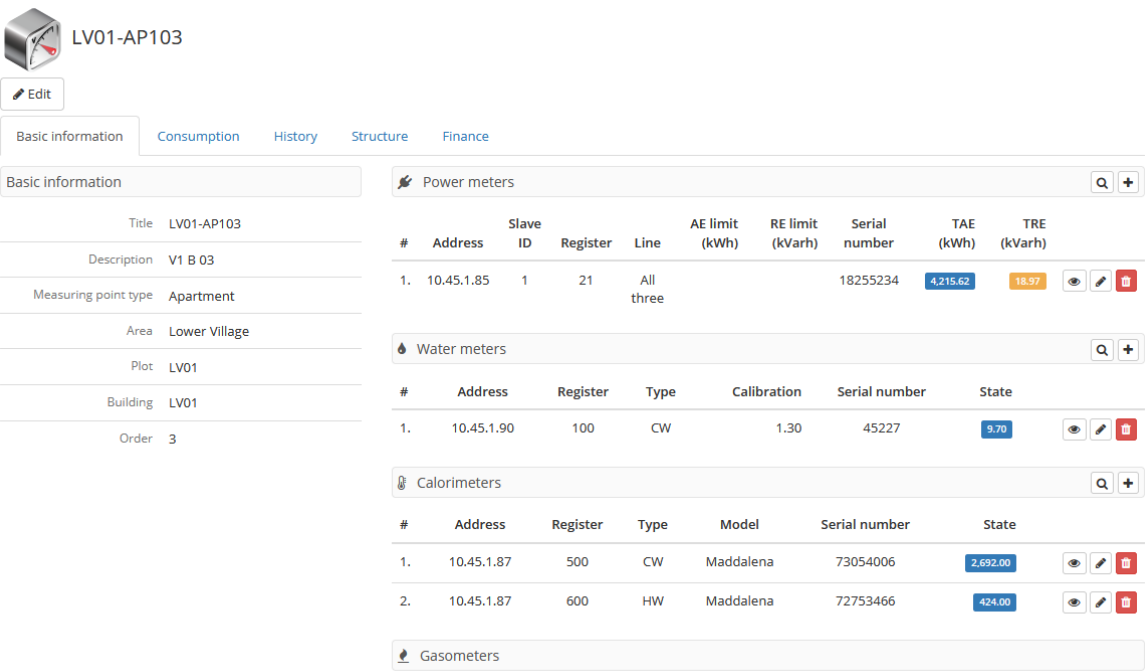 LV01-AP103
Edit
Basic information Consumption History Structure Finance
Basic information
Title LV01-AP103
Description V1 B 03
Measuring point type Apartment
Area Lower Village
Plot LV01
Building LV01
Order 3
Power meters
# Address Slave ID Register Line AE limit (kWh) RE limit (kVarh) Serial number TAE (kWh) TRE (kVarh)
1. 10.45.1.85 1 21 All three 18255234 4,215.62 18.97
Water meters
# Address Register Type Calibration Serial number State
1. 10.45.1.90 100 CW 1.30 45227 9.70
Calorimeters
# Address Register Type Model Serial number State
1. 10.45.1.87 500 CW Maddalena 73054006 2,692.00
2. 10.45.1.87 600 HW Maddalena 72753466 424.00
Gasometers